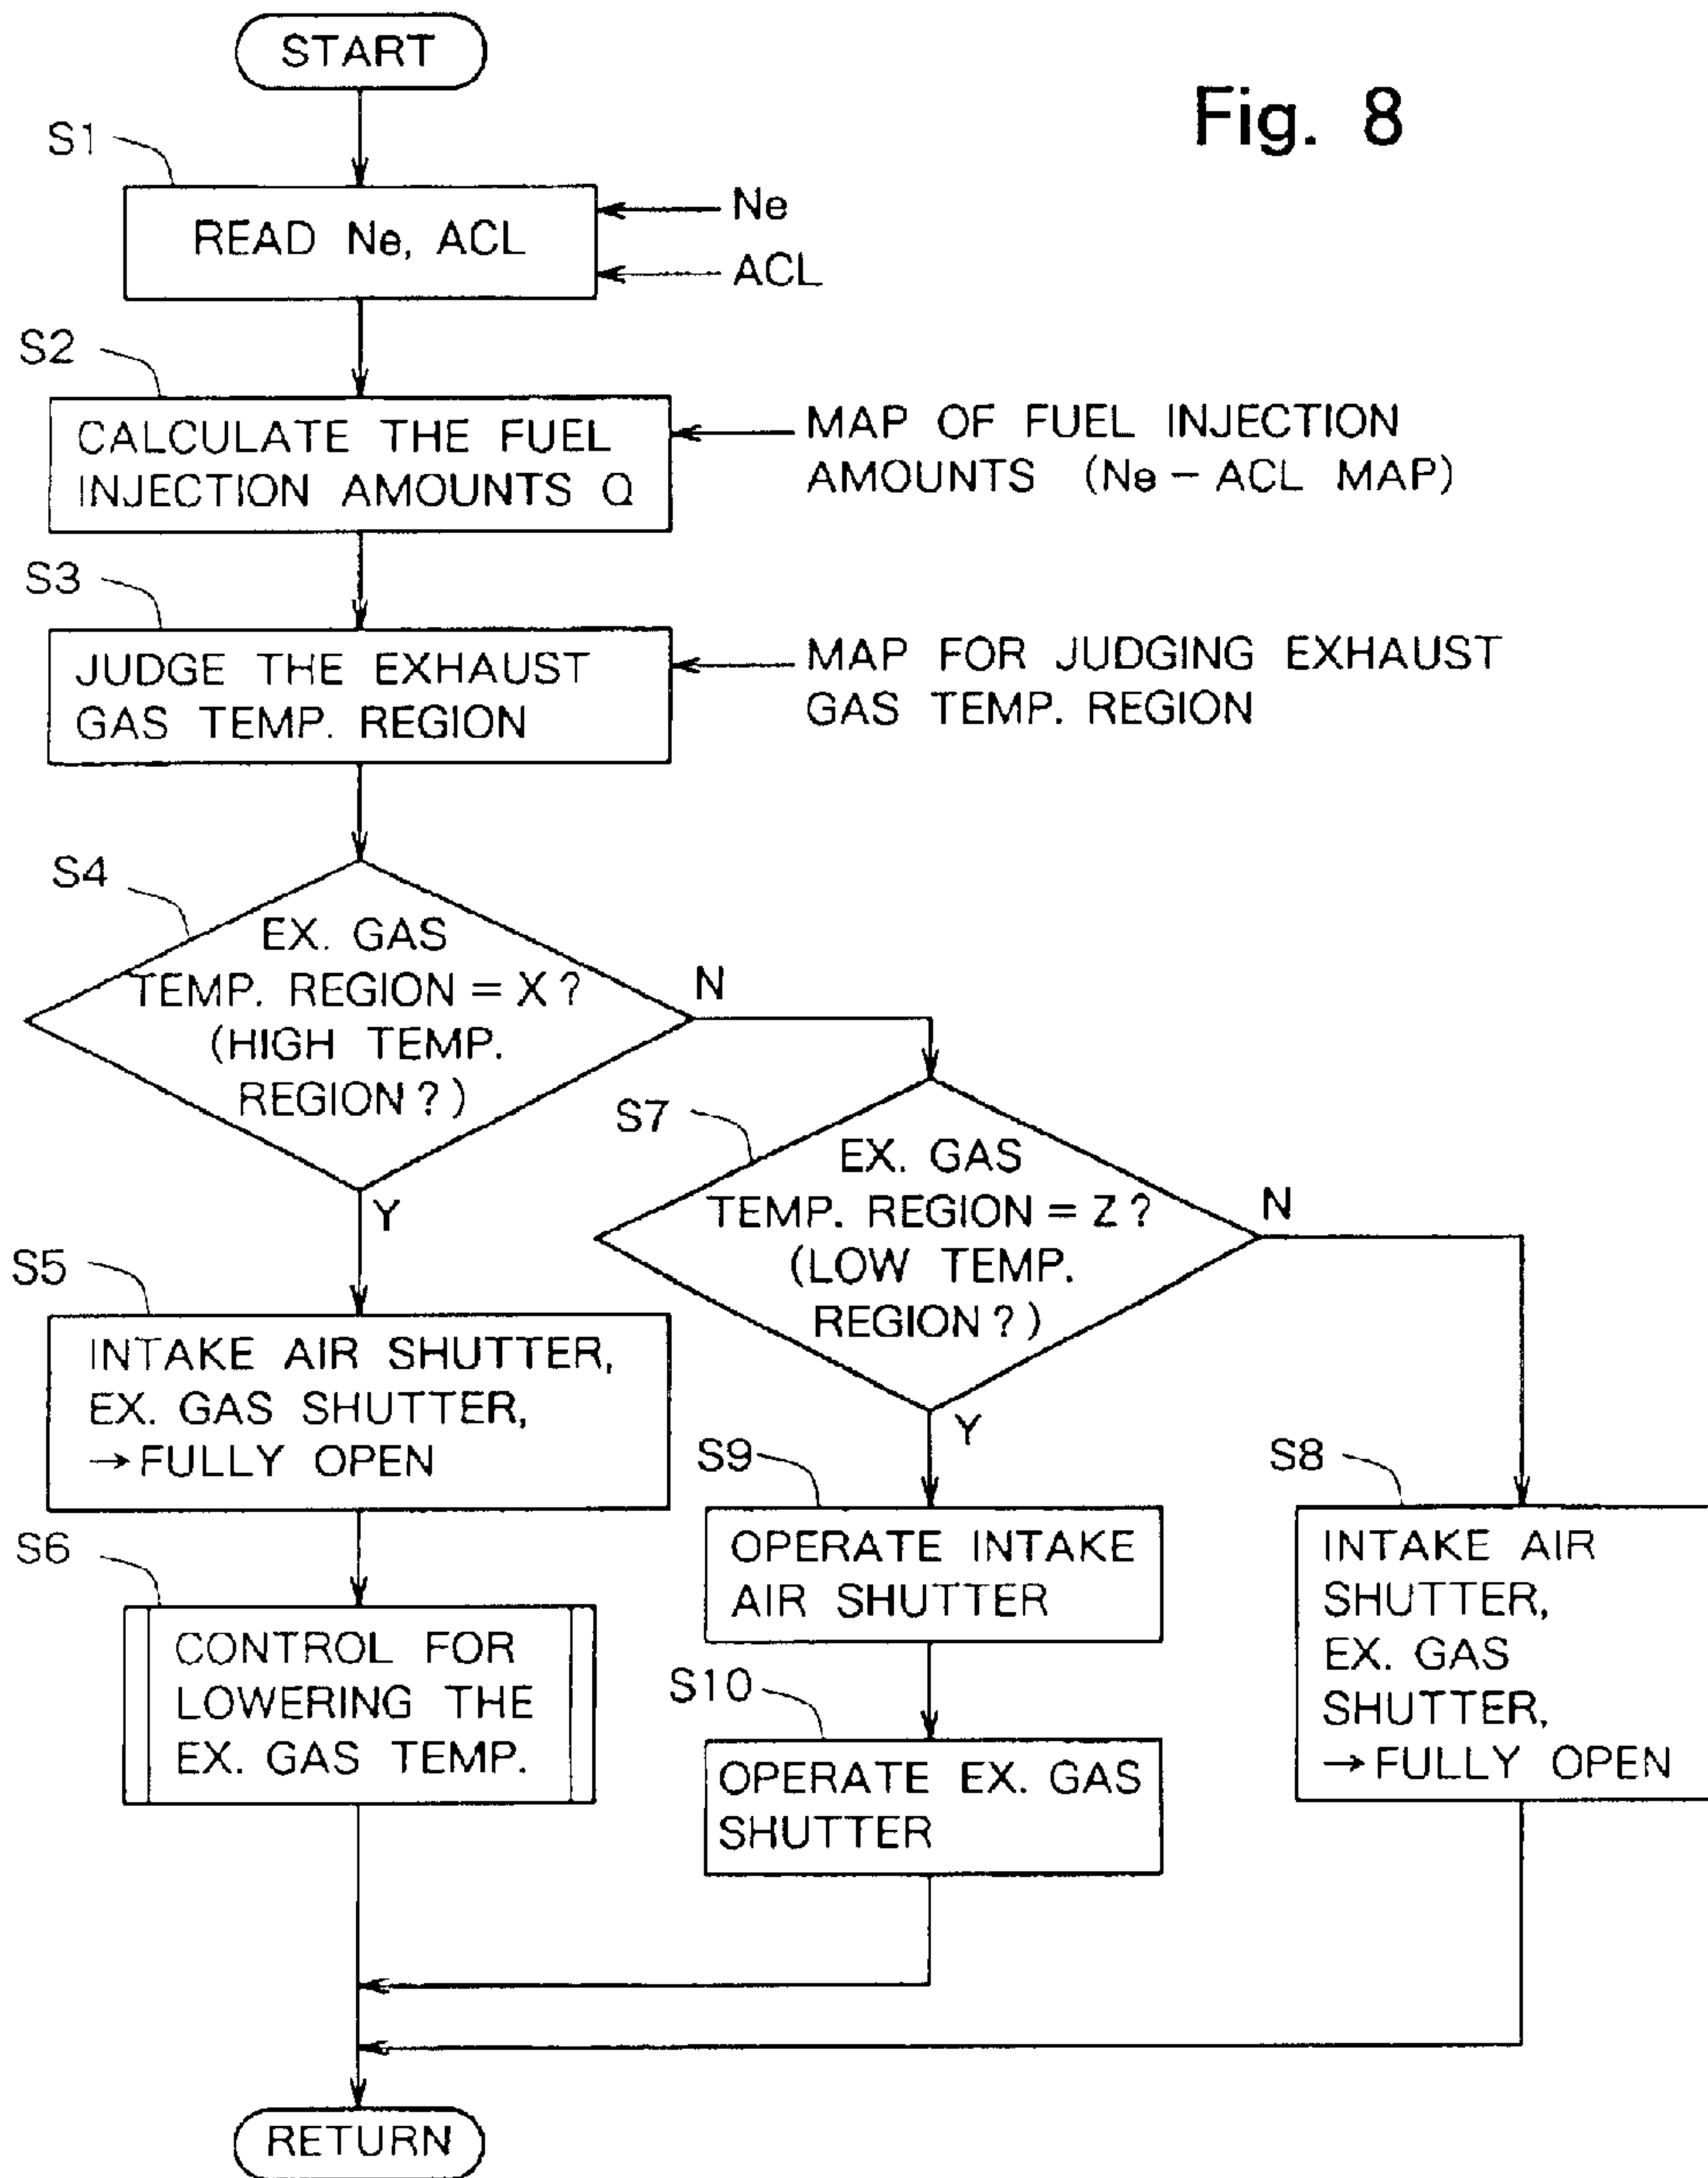 START
Fig. 8
S1
READ Ne, ACL
Ne
ACL
S2
CALCULATE THE FUEL
INJECTION AMOUNTS Q
MAP OF FUEL INJECTION
AMOUNTS (Ne – ACL MAP)
S3
JUDGE THE EXHAUST
GAS TEMP. REGION
MAP FOR JUDGING EXHAUST
GAS TEMP. REGION
S4
EX. GAS
TEMP. REGION = X ?
(HIGH TEMP.
REGION ? )
N
Y
S7
EX. GAS
TEMP. REGION = Z ?
(LOW TEMP.
REGION ? )
N
Y
S5
INTAKE AIR SHUTTER,
EX. GAS SHUTTER,
→ FULLY OPEN
S6
CONTROL FOR
LOWERING THE
EX. GAS TEMP.
S9
OPERATE INTAKE
AIR SHUTTER
S10
OPERATE EX. GAS
SHUTTER
S8
INTAKE AIR
SHUTTER,
EX. GAS
SHUTTER,
→ FULLY OPEN
RETURN